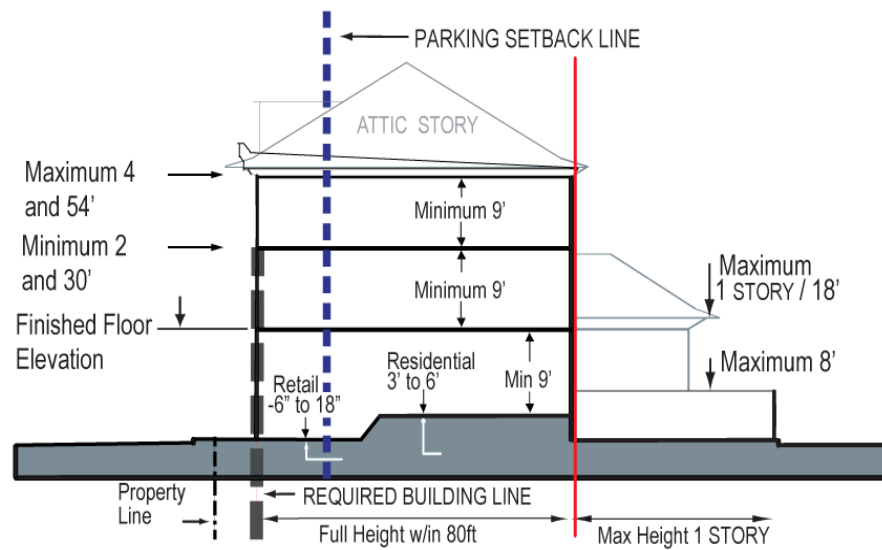 PARKING SETBACK LINE
ATTIC STORY
Maximum 4
and 54’
Minimum 9’
Minimum 2
and 30’
Minimum 9’
Maximum
1 STORY / 18’
Finished Floor
Elevation
Residential
3’ to 6’
Retail
-6” to 18”
Min 9’
Maximum 8’
Property
Line
REQUIRED BUILDING LINE
Full Height w/in 80ft
Max Height 1 STORY